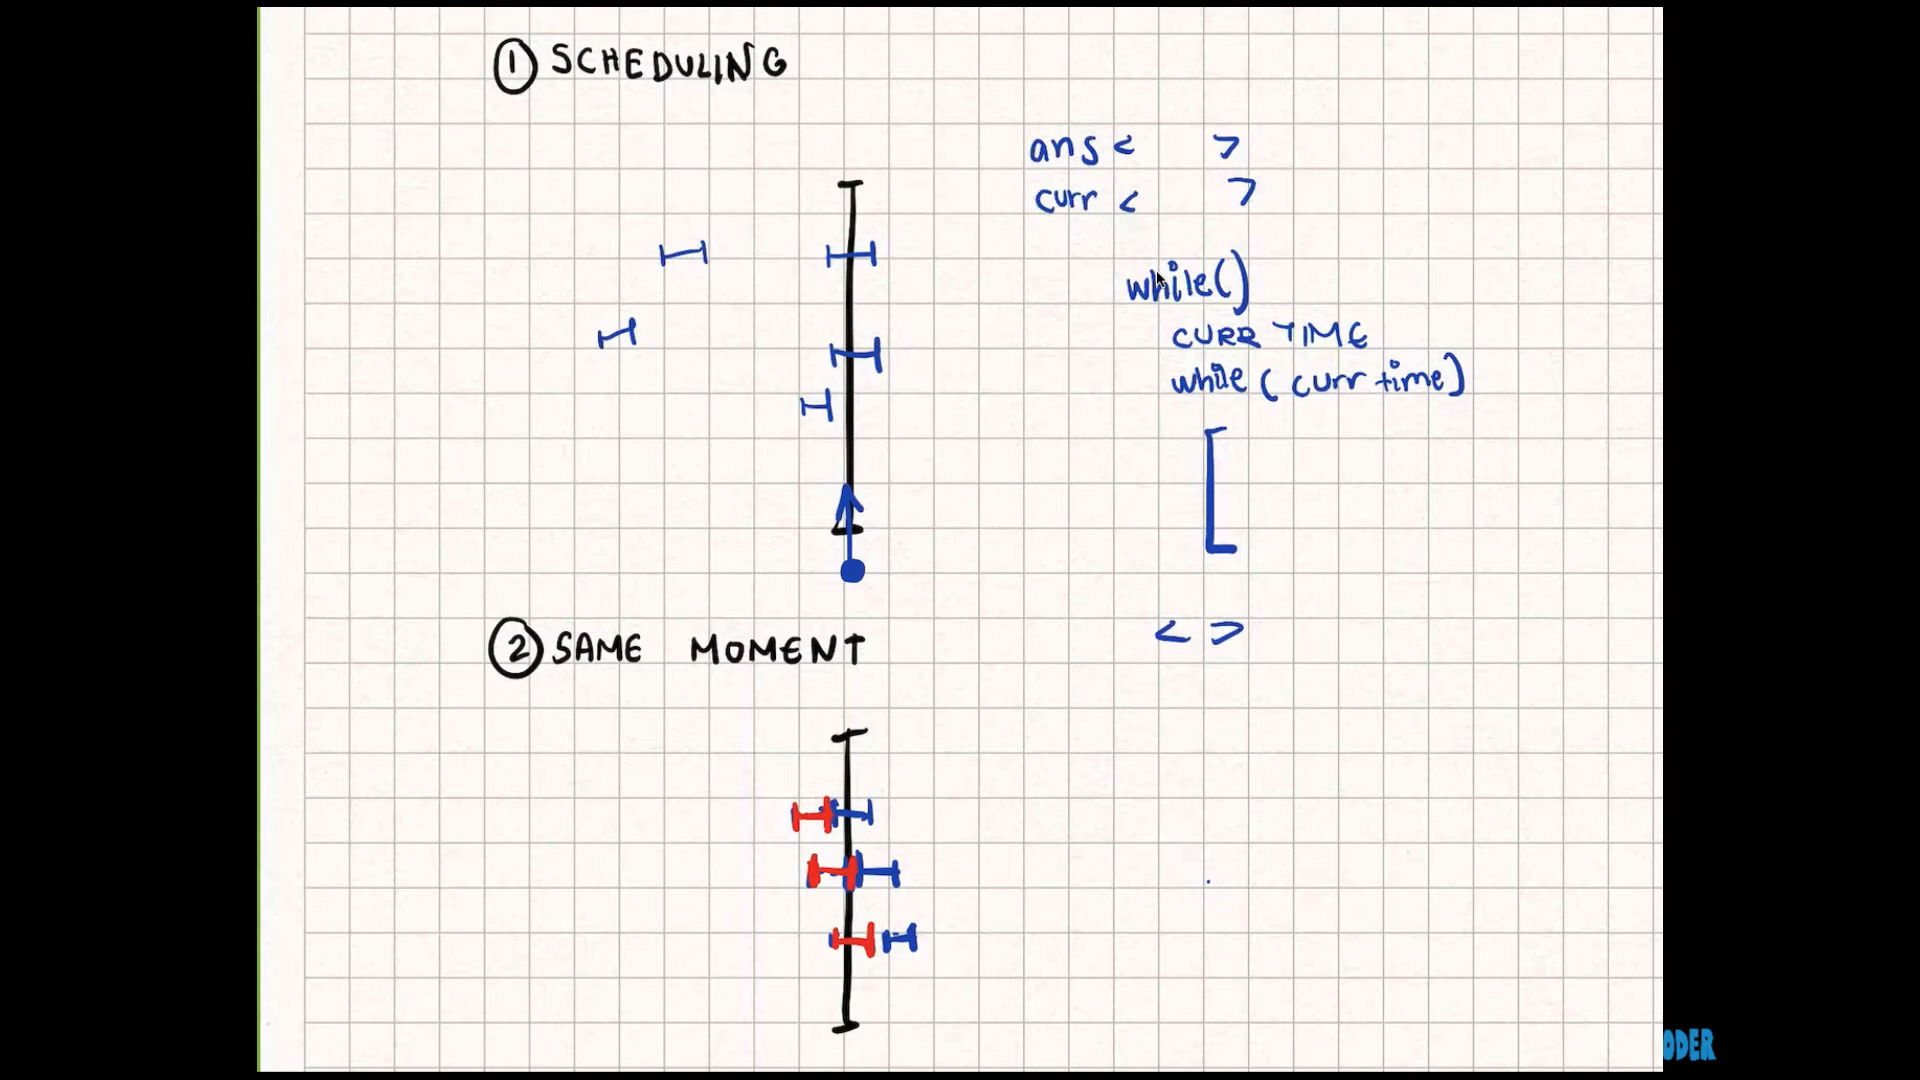 ① SCHEDULING
ans < >
curr < >
while()
CURR TIME
while ( curr time )
[
< >
② SAME MOMENT
ODER